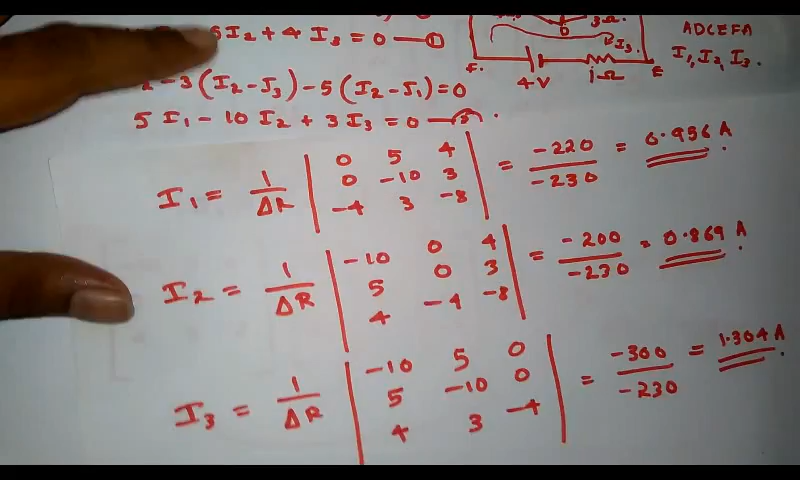 5I₂ + 4 I₃ = 0 — ①
3Ω
D
I₃
F.
4V
1Ω
E
ADCEFA
I₁, I₂, I₃.
2 - 3 (I₂ - I₃) - 5 (I₂ - I₁) = 0
5 I₁ - 10 I₂ + 3 I₃ = 0
I₁ = 1/ΔR | 0 5 4 | = -220/-230 = 0.956 A
0 -10 3
-4 3 -8
I₂ = 1/ΔR | -10 0 4 | = -200/-230 = 0.869 A
5 0 3
4 -4 -8
I₃ = 1/ΔR | -10 5 0 | = -300/-230 = 1.304 A
5 -10 0
4 3 -4